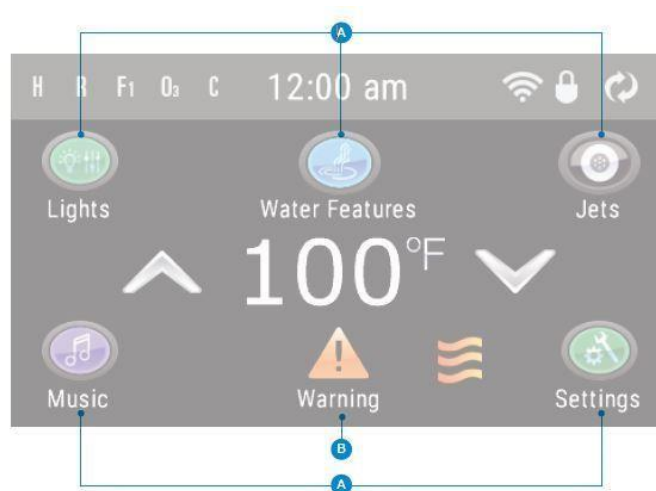 A
H R F1 O3 C 12:00 am
Lights Water Features Jets
100°F
Music Warning Settings
B
A